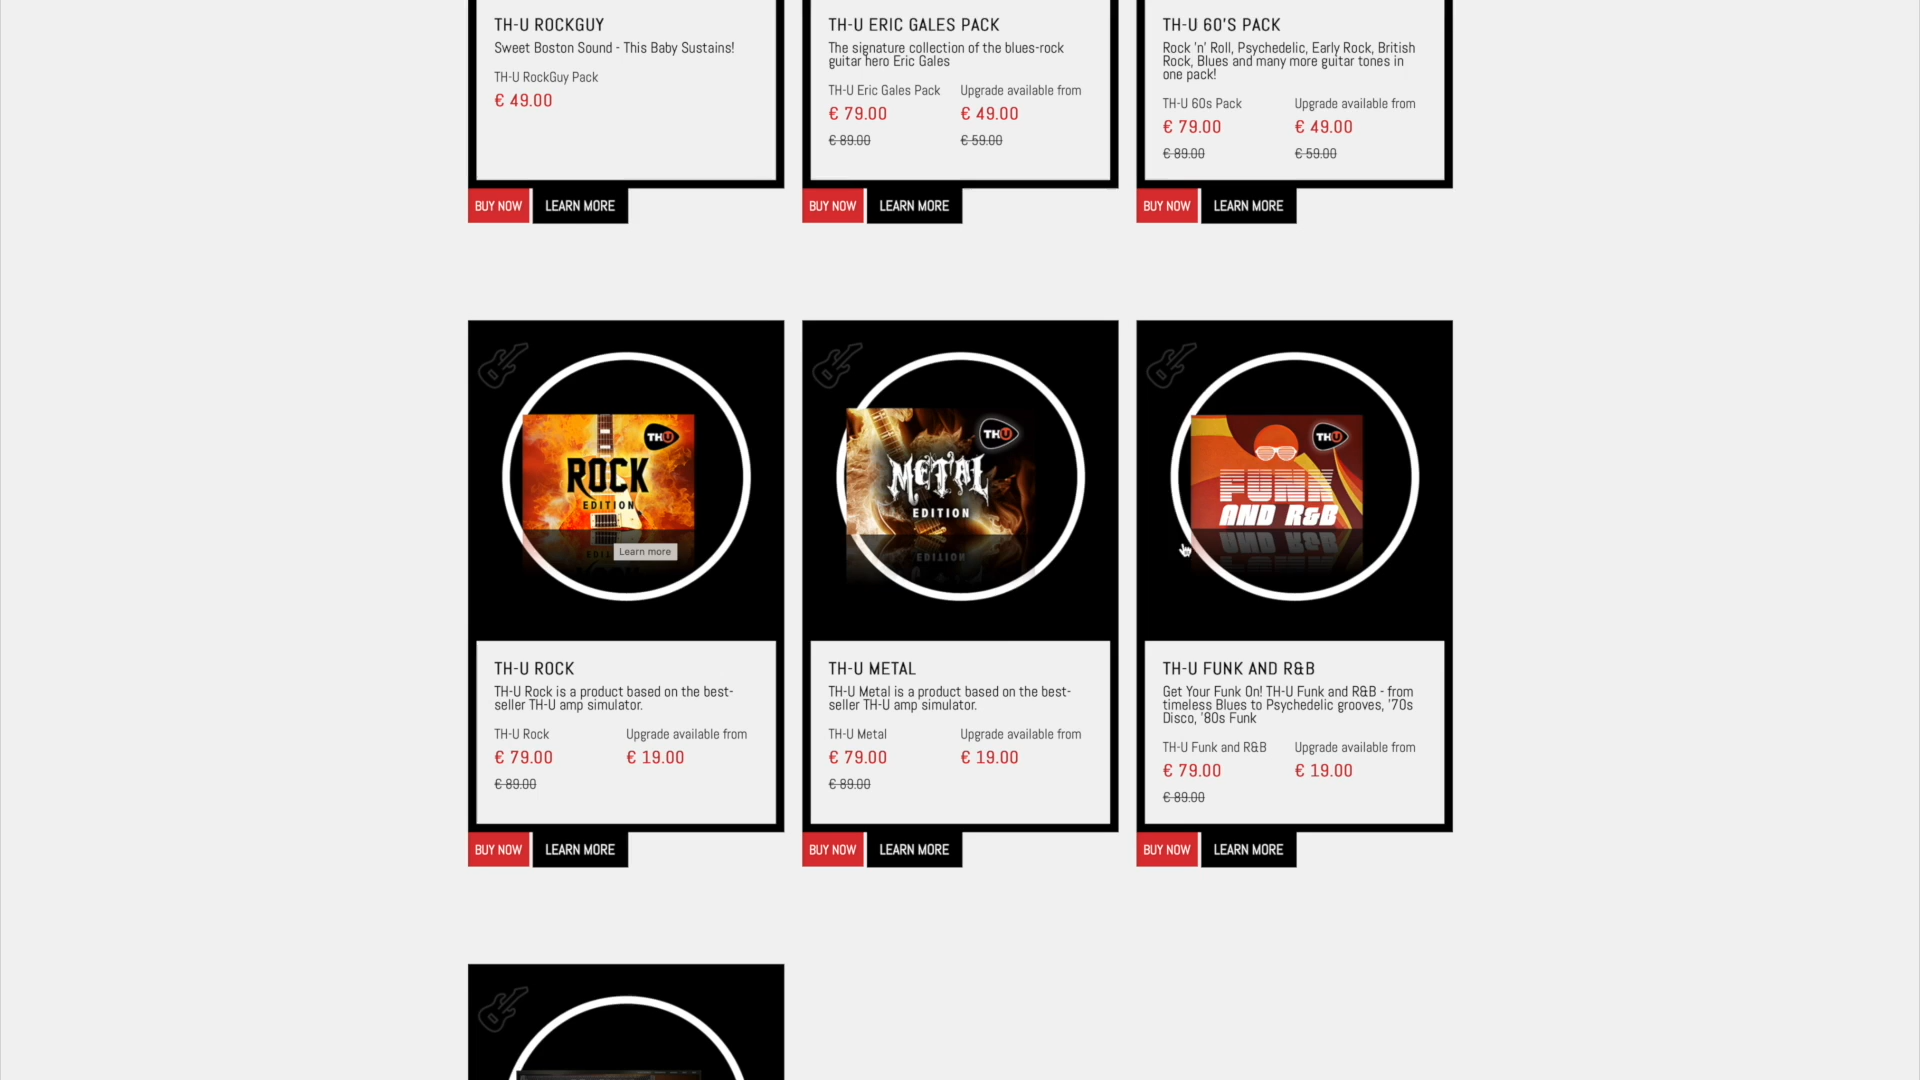 TH-U ROCKGUY
Sweet Boston Sound - This Baby Sustains!
TH-U RockGuy Pack
€ 49.00
BUY NOW
LEARN MORE
TH-U ERIC GALES PACK
The signature collection of the blues-rock
guitar hero Eric Gales
TH-U Eric Gales Pack
Upgrade available from
€ 79.00
€ 49.00
€ 89.00
€ 59.00
BUY NOW
LEARN MORE
TH-U 60'S PACK
Rock 'n' Roll, Psychedelic, Early Rock, British
Rock, Blues and many more guitar tones in
one pack!
TH-U 60s Pack
Upgrade available from
€ 79.00
€ 49.00
€ 89.00
€ 59.00
BUY NOW
LEARN MORE
THU
ROCK
EDITION
Learn more
TH-U ROCK
TH-U Rock is a product based on the best-
seller TH-U amp simulator.
TH-U Rock
Upgrade available from
€ 79.00
€ 19.00
€ 89.00
BUY NOW
LEARN MORE
THU
METAL
EDITION
TH-U METAL
TH-U Metal is a product based on the best-
seller TH-U amp simulator.
TH-U Metal
Upgrade available from
€ 79.00
€ 19.00
€ 89.00
BUY NOW
LEARN MORE
THU
FUNK
AND R&B
TH-U FUNK AND R&B
Get Your Funk On! TH-U Funk and R&B - from
timeless Blues to Psychedelic grooves, '70s
Disco, '80s Funk
TH-U Funk and R&B
Upgrade available from
€ 79.00
€ 19.00
€ 89.00
BUY NOW
LEARN MORE